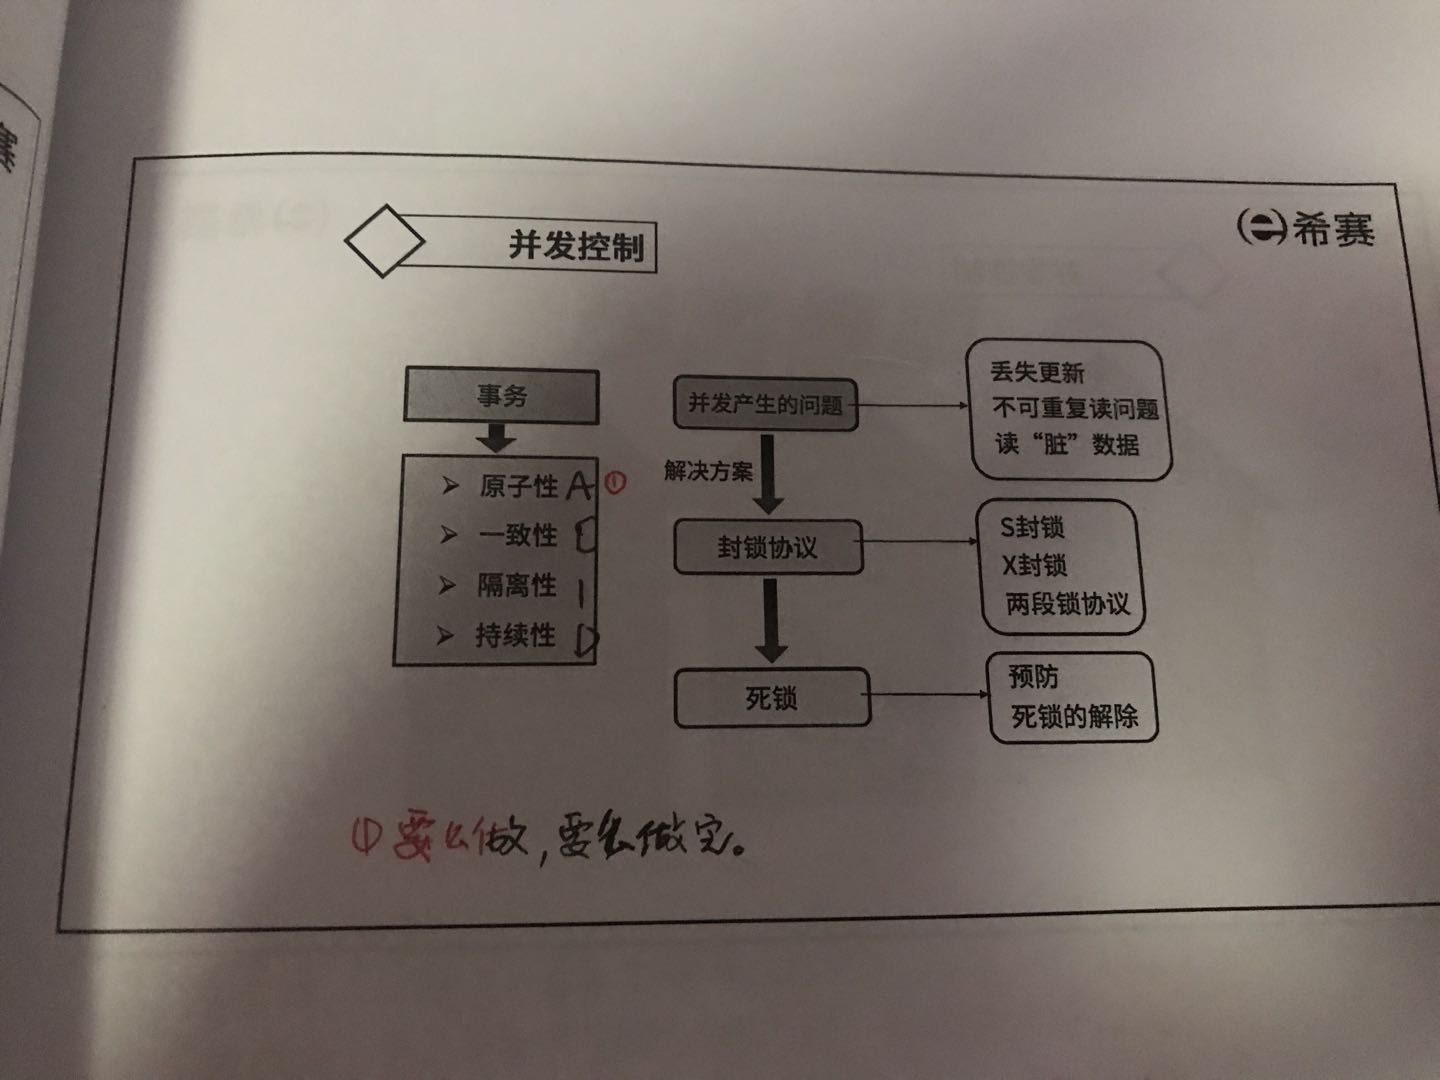 赛
并发控制
希赛
事务
原子性 A ①
一致性 C
隔离性 I
持续性 D
并发产生的问题
解决方案
封锁协议
死锁
丢失更新
不可重复读问题
读“脏”数据
S封锁
X封锁
两段锁协议
预防
死锁的解除
①要么做,要么做完。